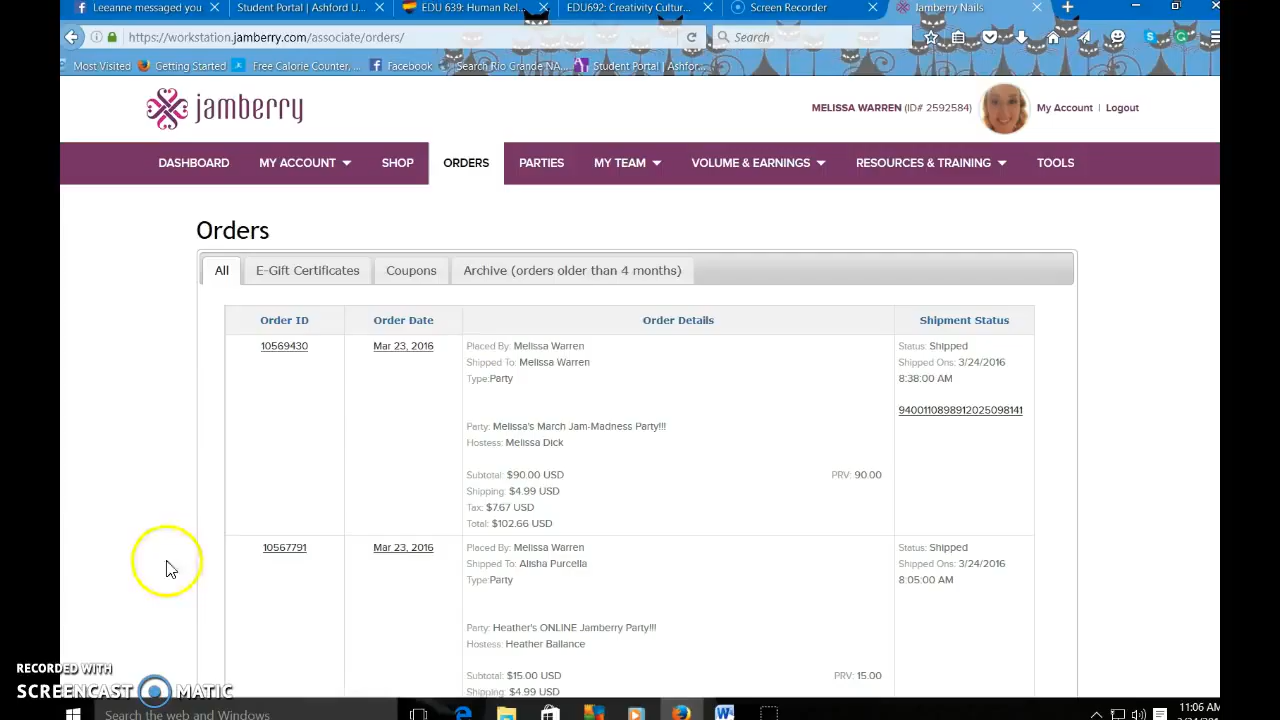 Leeanne messaged you
Student Portal | Ashford U...
EDU 639: Human Rel...
EDU692: Creativity Cultur...
Screen Recorder
Jamberry Nails
https://workstation.jamberry.com/associate/orders/
Search
Most Visited
Getting Started
Free Calorie Counter, ...
Facebook
Search Rio Grande NA...
Student Portal | Ashfor...
jamberry
MELISSA WARREN (ID# 2592584)
My Account | Logout
DASHBOARD
MY ACCOUNT
SHOP
ORDERS
PARTIES
MY TEAM
VOLUME & EARNINGS
RESOURCES & TRAINING
TOOLS
Orders
All
E-Gift Certificates
Coupons
Archive (orders older than 4 months)
Order ID
Order Date
Order Details
Shipment Status
10569430
Mar 23, 2016
Placed By: Melissa Warren
Shipped To: Melissa Warren
Type:Party
Party: Melissa's March Jam-Madness Party!!!
Hostess: Melissa Dick
Subtotal: $90.00 USD
PRV: 90.00
Shipping: $4.99 USD
Tax: $7.67 USD
Total: $102.66 USD
Status: Shipped
Shipped Ons: 3/24/2016
8:38:00 AM
9400110898912025098141
10567791
Mar 23, 2016
Placed By: Melissa Warren
Shipped To: Alisha Purcella
Type:Party
Party: Heather's ONLINE Jamberry Party!!!
Hostess: Heather Ballance
Subtotal: $15.00 USD
PRV: 15.00
Shipping: $4.99 USD
Status: Shipped
Shipped Ons: 3/24/2016
8:05:00 AM
RECORDED WITH
SCREENCAST MATIC
Search the web and Windows
11:06 AM